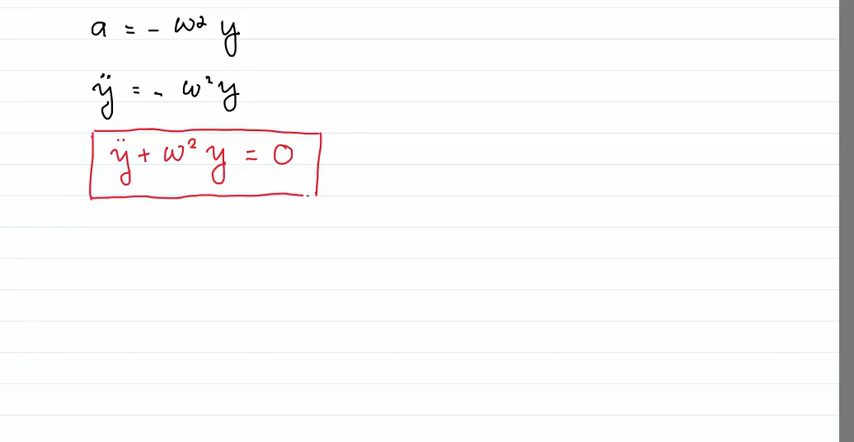 a = - ω² y
ÿ = - ω² y
ÿ + ω² y = 0